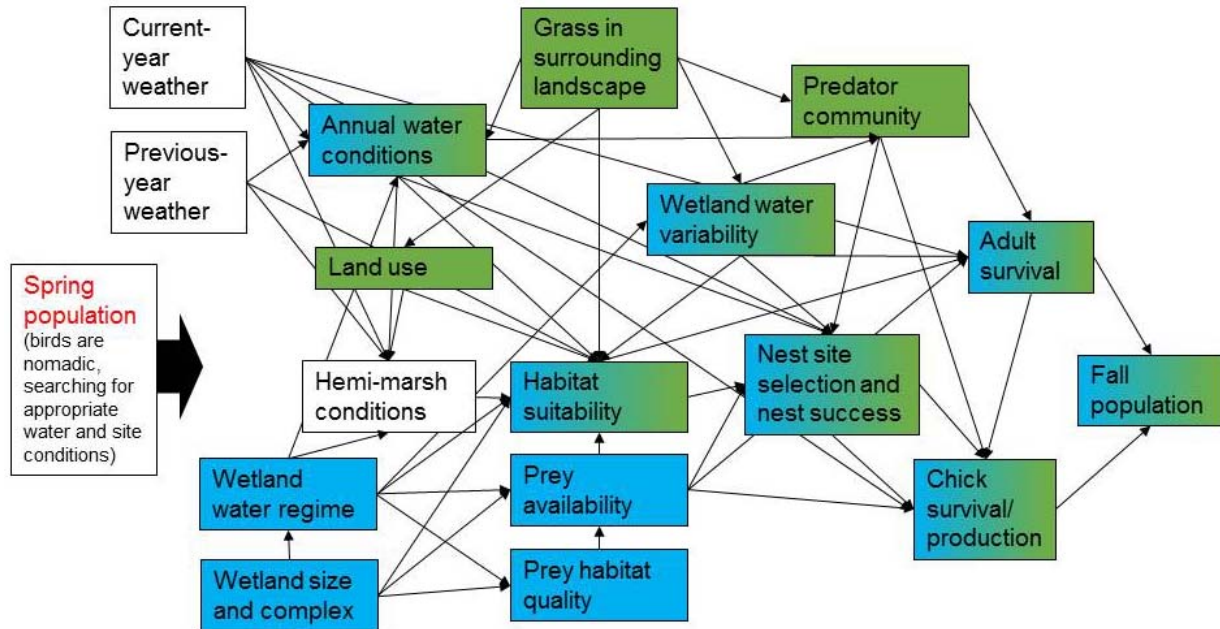 Current-
year
weather
Grass in
surrounding
landscape
Predator
community
Annual water
conditions
Previous-
year
weather
Wetland water
variability
Adult
survival
Land use
Spring
population
(birds are
nomadic,
searching for
appropriate
water and site
conditions)
Hemi-marsh
conditions
Habitat
suitability
Nest site
selection and
nest success
Fall
population
Wetland
water regime
Prey
availability
Chick
survival/
production
Wetland size
and complex
Prey habitat
quality